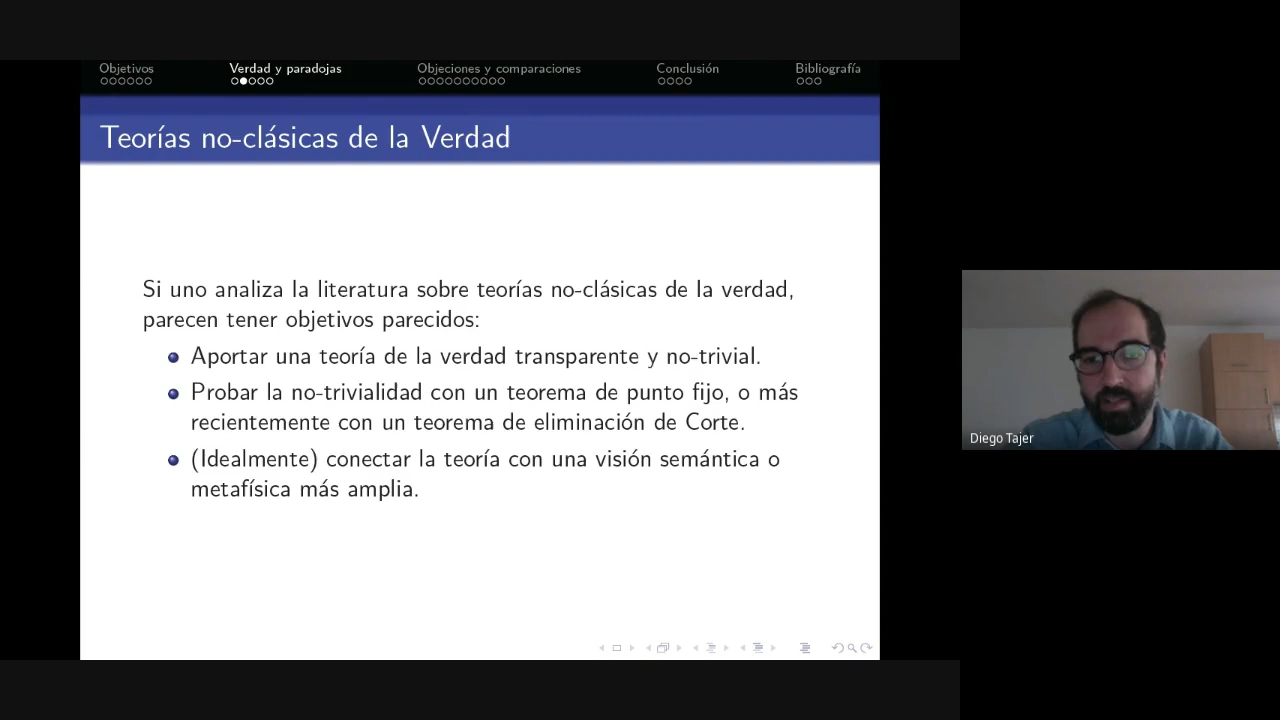 Objetivos
Verdad y paradojas
Objeciones y comparaciones
Conclusión
Bibliografía
Teorías no-clásicas de la Verdad
Si uno analiza la literatura sobre teorías no-clásicas de la verdad,
parecen tener objetivos parecidos:
Aportar una teoría de la verdad transparente y no-trivial.
Probar la no-trivialidad con un teorema de punto fijo, o más
recientemente con un teorema de eliminación de Corte.
(Idealmente) conectar la teoría con una visión semántica o
metafísica más amplia.
Diego Tajer